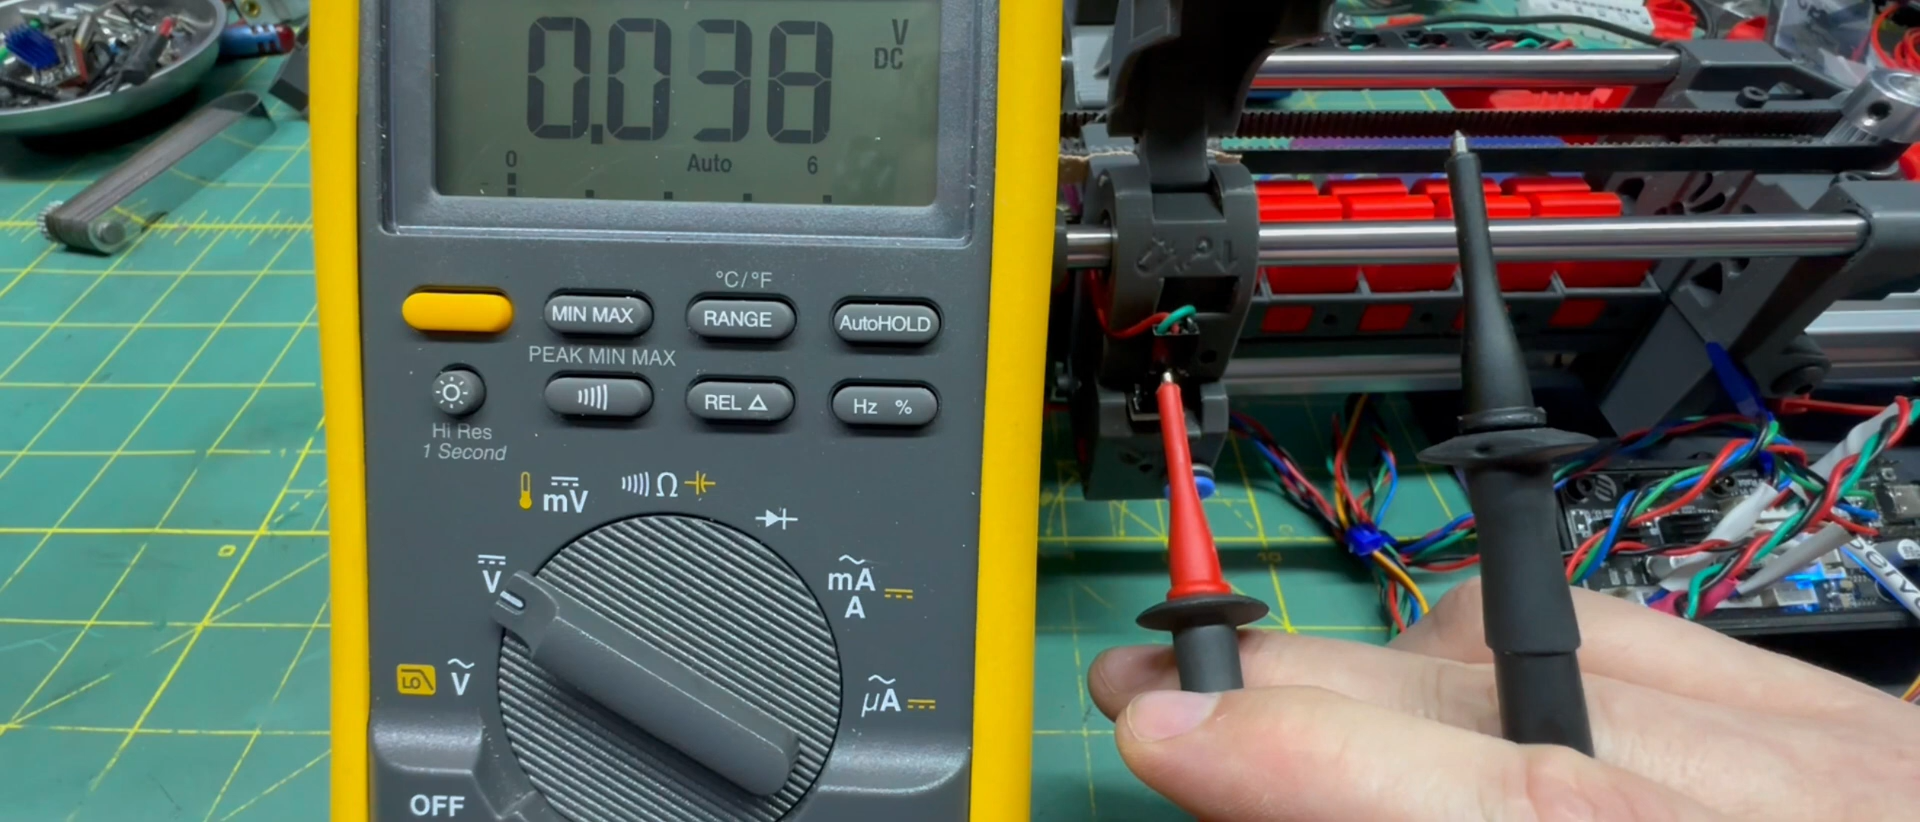 0.038 V
DC
0 Auto 6
°C/°F
MIN MAX RANGE AutoHOLD
PEAK MIN MAX
REL △ Hz %
Hi Res
1 Second
mV Ω
V
mA
A
LO V
µA
OFF